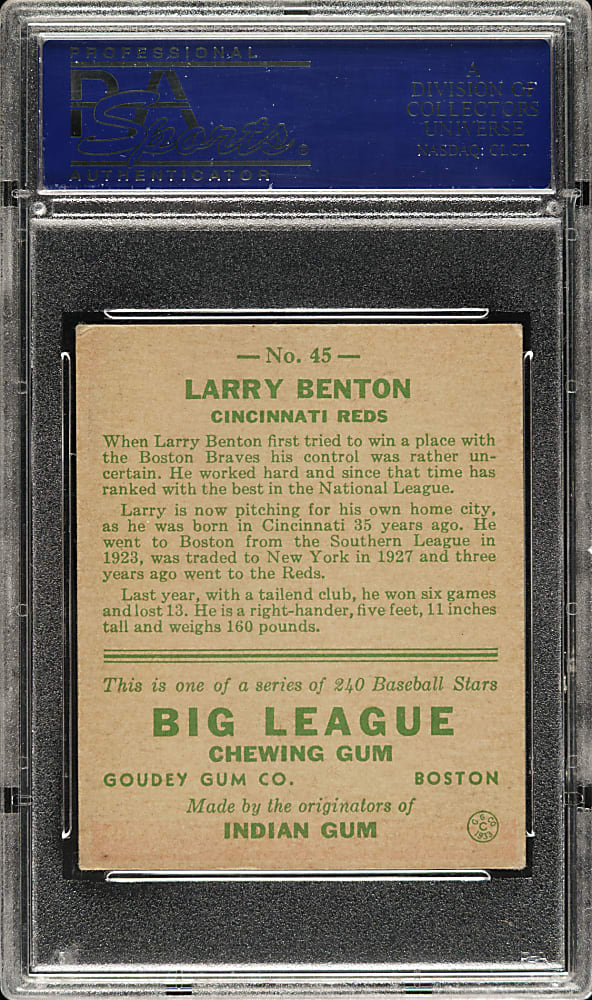 PROFESSIONAL
PSA
Sports
AUTHENTICATOR
A
DIVISION OF
COLLECTORS
UNIVERSE
NASDAQ: CLCT
— No. 45 —
LARRY BENTON
CINCINNATI REDS
When Larry Benton first tried to win a place with
the Boston Braves his control was rather un-
certain. He worked hard and since that time has
ranked with the best in the National League.
Larry is now pitching for his own home city,
as he was born in Cincinnati 35 years ago. He
went to Boston from the Southern League in
1923, was traded to New York in 1927 and three
years ago went to the Reds.
Last year, with a tailend club, he won six games
and lost 13. He is a right-hander, five feet, 11 inches
tall and weighs 160 pounds.
This is one of a series of 240 Baseball Stars
BIG LEAGUE
CHEWING GUM
GOUDEY GUM CO. BOSTON
Made by the originators of
INDIAN GUM
G. G. CO.
C
1933